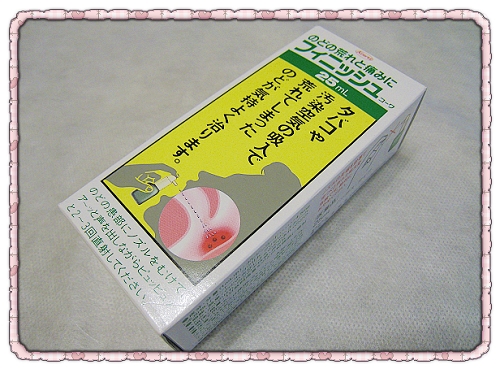 のどの荒れと痛みに
フィニッシュコーワ
25mL
タバコや
汚染空気の吸入で
荒れてしまった
のどが気持よく治ります。
のどの患部にノズルをむけて
アーと声を出しながらピュッピュッ
と2〜3回直射してください